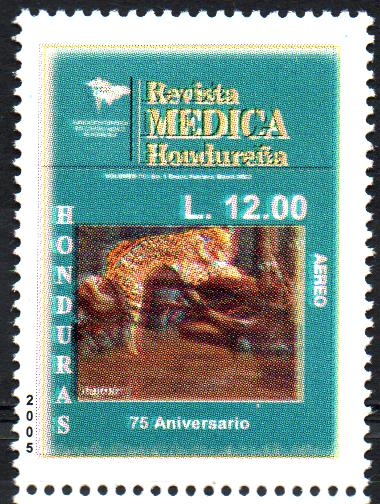 Revista
MEDICA
Hondureña
L. 12.00
HONDURAS
AEREO
75 Aniversario
2005